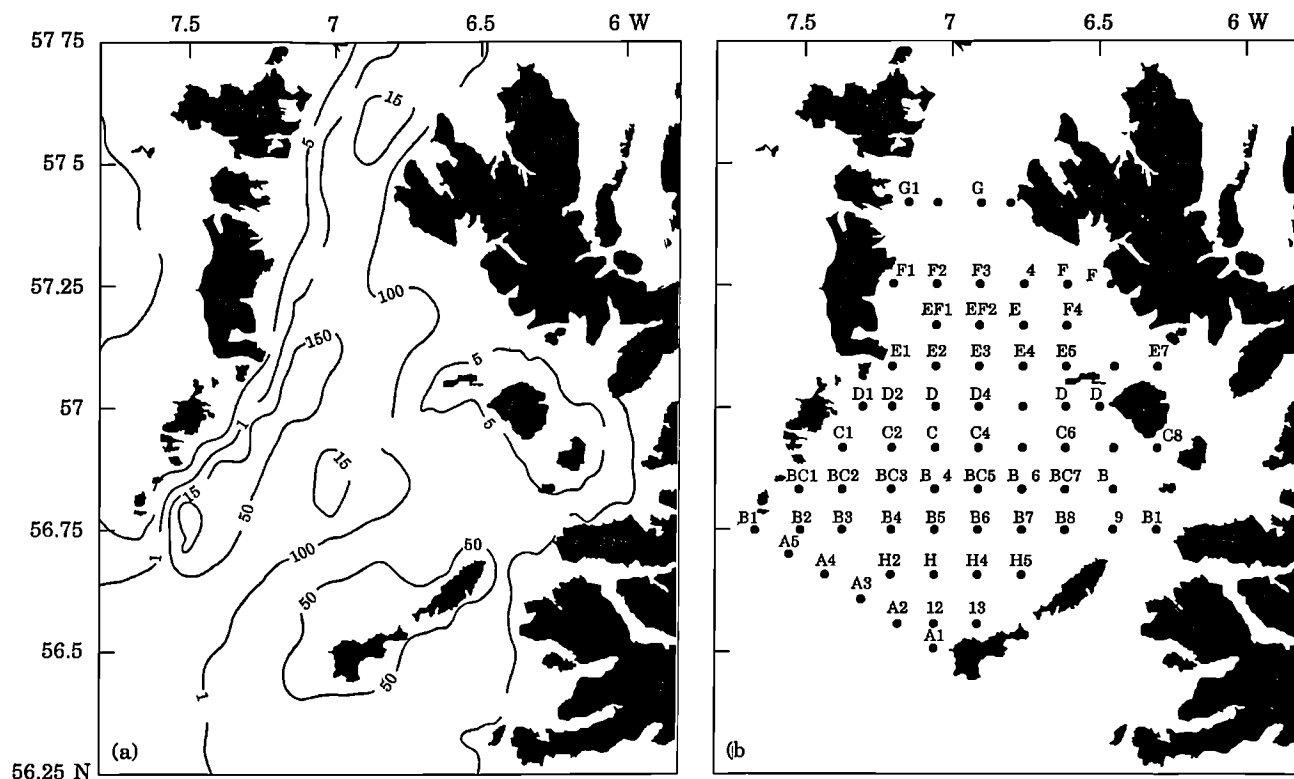 7.5 7 6.5 6 W 7.5 7 6.5 6 W
57 75
15
5
57 5
G1 G
F1 F2 F3 4 F F
57.25
100
EF1 EF2 E F4
150
5
E1 E2 E3 E4 E5 E7
57
D1 D2 D D4 D D
1
5
C1 C2 C C4 C6 C8
15
15
BC1 BC2 BC3 B 4 BC5 B 6 BC7 B
50
56.75
B1 B2 B3 B4 B5 B6 B7 B8 9 B1
A5
1
100
50
A4 H2 H H4 H5
50
A3
A2 12 13
A1
56.5
50
1
(a) (b
56.25 N